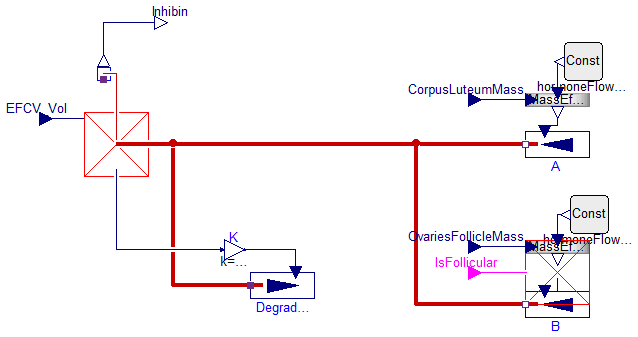 Inhibin
Const
CorpusLuteumMass
hormoneFlow...
MassEf...
EFCV_Vol
A
Const
OvariesFollicleMass
hormoneFlow...
MassEf...
K
IsFollicular
k=...
Degrad...
B